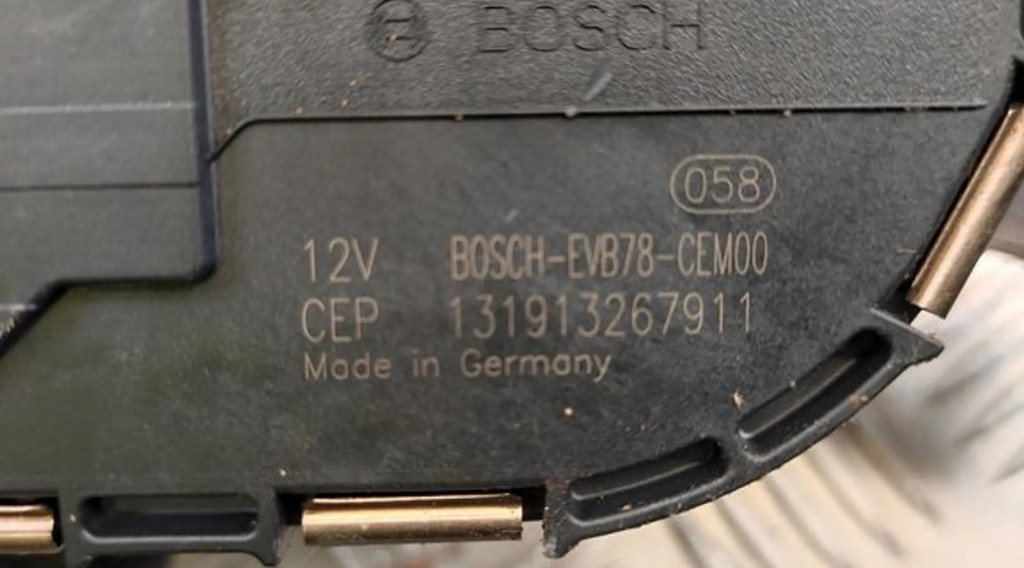 BOSCH
058
12V BOSCH-EVB78-CEM00
CEP 131913267911
Made in Germany